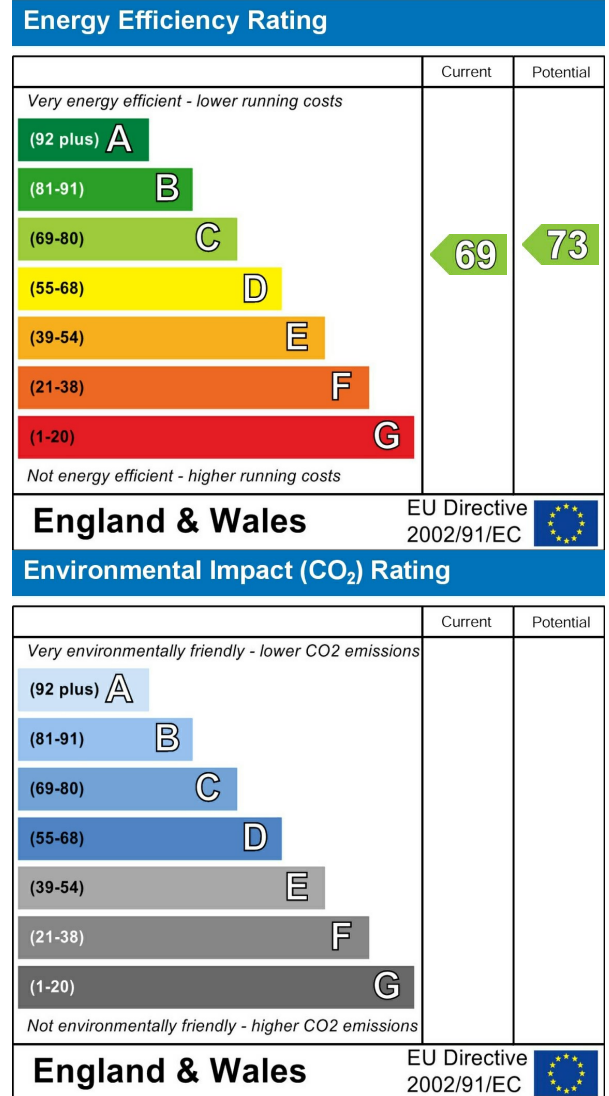 Energy Efficiency Rating
Current Potential
Very energy efficient - lower running costs
(92 plus) A
(81-91) B
(69-80) C
69 73
(55-68) D
(39-54) E
(21-38) F
(1-20) G
Not energy efficient - higher running costs
England & Wales
EU Directive
2002/91/EC
Environmental Impact (CO₂) Rating
Current Potential
Very environmentally friendly - lower CO2 emissions
(92 plus) A
(81-91) B
(69-80) C
(55-68) D
(39-54) E
(21-38) F
(1-20) G
Not environmentally friendly - higher CO2 emissions
England & Wales
EU Directive
2002/91/EC